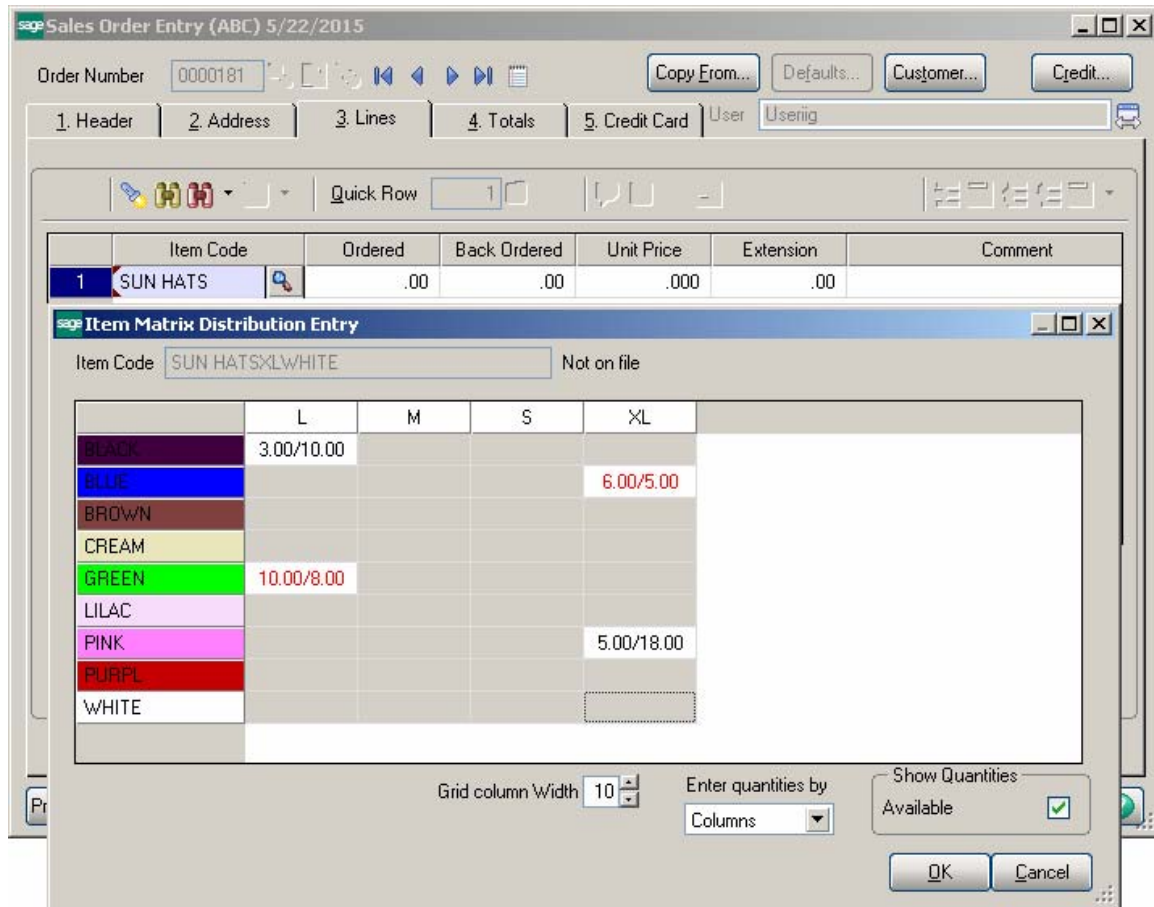 sage Sales Order Entry (ABC) 5/22/2015
Order Number 0000181 Copy From... Defaults... Customer... Credit...
1. Header 2. Address 3. Lines 4. Totals 5. Credit Card User Useriig
Quick Row 1
Item Code Ordered Back Ordered Unit Price Extension Comment
1 SUN HATS .00 .00 .000 .00
sage Item Matrix Distribution Entry
Item Code SUN HATSXLWHITE Not on file
L M S XL
BLACK 3.00/10.00
BLUE 6.00/5.00
BROWN
CREAM
GREEN 10.00/8.00
LILAC
PINK 5.00/18.00
PURPL
WHITE
Grid column Width 10 Enter quantities by Show Quantities
Columns Available
Pr
OK Cancel